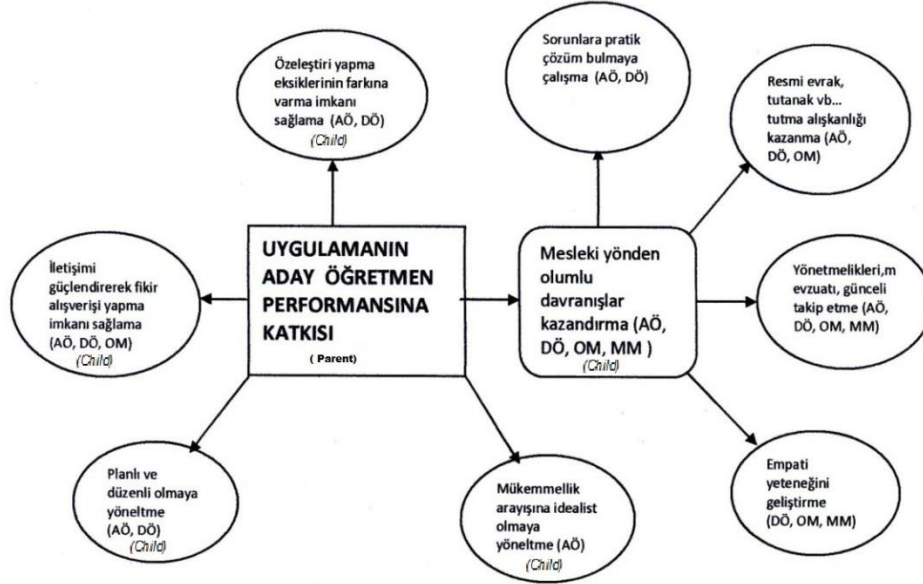 Özeleştiri yapma
eksiklerinin farkına
varma imkanı
sağlama (AÖ, DÖ)
(Child)
Sorunlara pratik
çözüm bulmaya
çalışma (AÖ, DÖ)
Resmi evrak,
tutanak vb...
tutma alışkanlığı
kazanma (AÖ,
DÖ, OM)
İletişimi
güçlendirerek fikir
alışverişi yapma
imkanı sağlama
(AÖ, DÖ, OM)
(Child)
UYGULAMANIN
ADAY ÖĞRETMEN
PERFORMANSINA
KATKISI
( Parent)
Mesleki yönden
olumlu
davranışlar
kazandırma (AÖ,
DÖ, OM, MM )
(Child)
Yönetmelikleri,m
evzuatı, günceli
takip etme (AÖ,
DÖ, OM, MM)
Planlı ve
düzenli olmaya
yöneltme
(AÖ, DÖ)
(Child)
Mükemmellik
arayışına idealist
olmaya
yöneltme (AÖ)
(Child)
Empati
yeteneğini
geliştirme
(DÖ, OM, MM)